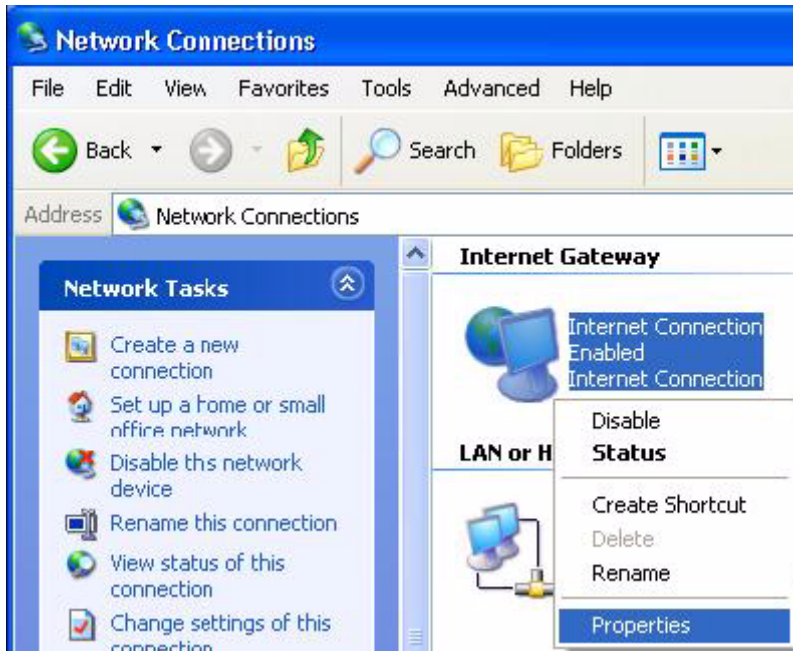 Network Connections
File Edit View Favorites Tools Advanced Help
Back Search Folders
Address Network Connections
Network Tasks
Create a new
connection
Set up a home or small
office network
Disable this network
device
Rename this connection
View status of this
connection
Change settings of this
connection
Internet Gateway
Internet Connection
Enabled
Internet Connection
LAN or H
Disable
Status
Create Shortcut
Delete
Rename
Properties